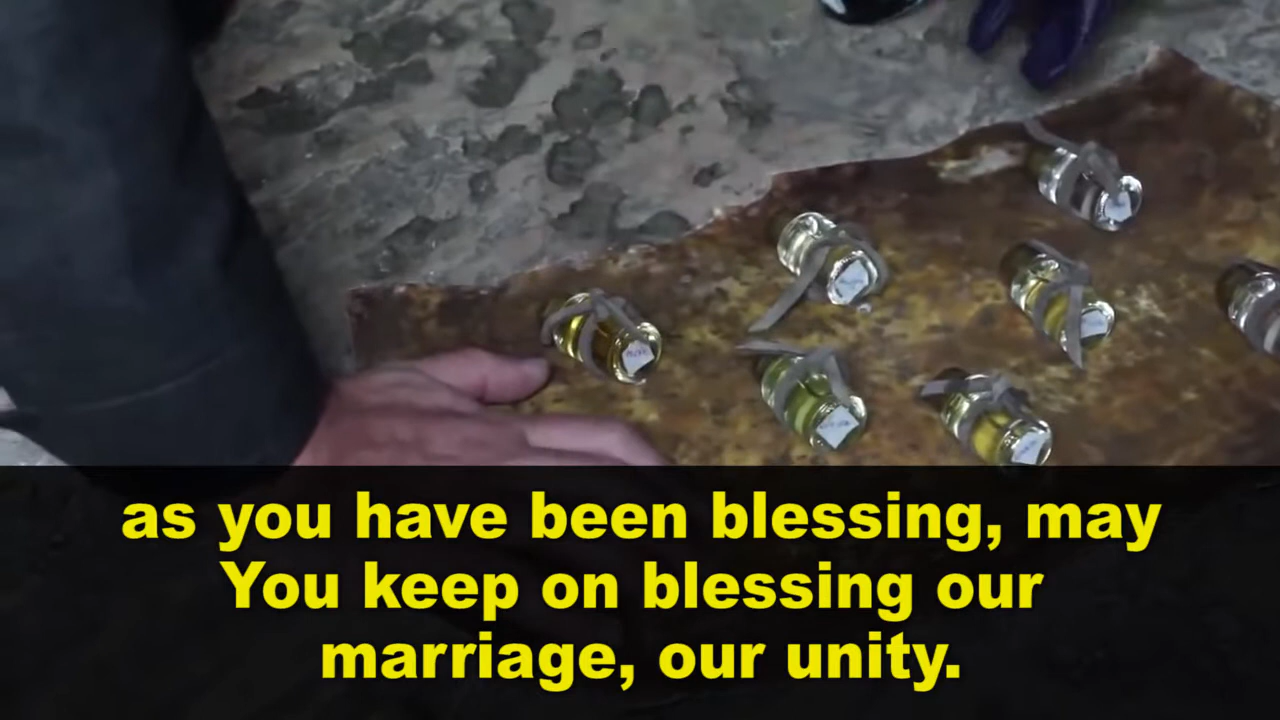 as you have been blessing, may
You keep on blessing our
marriage, our unity.